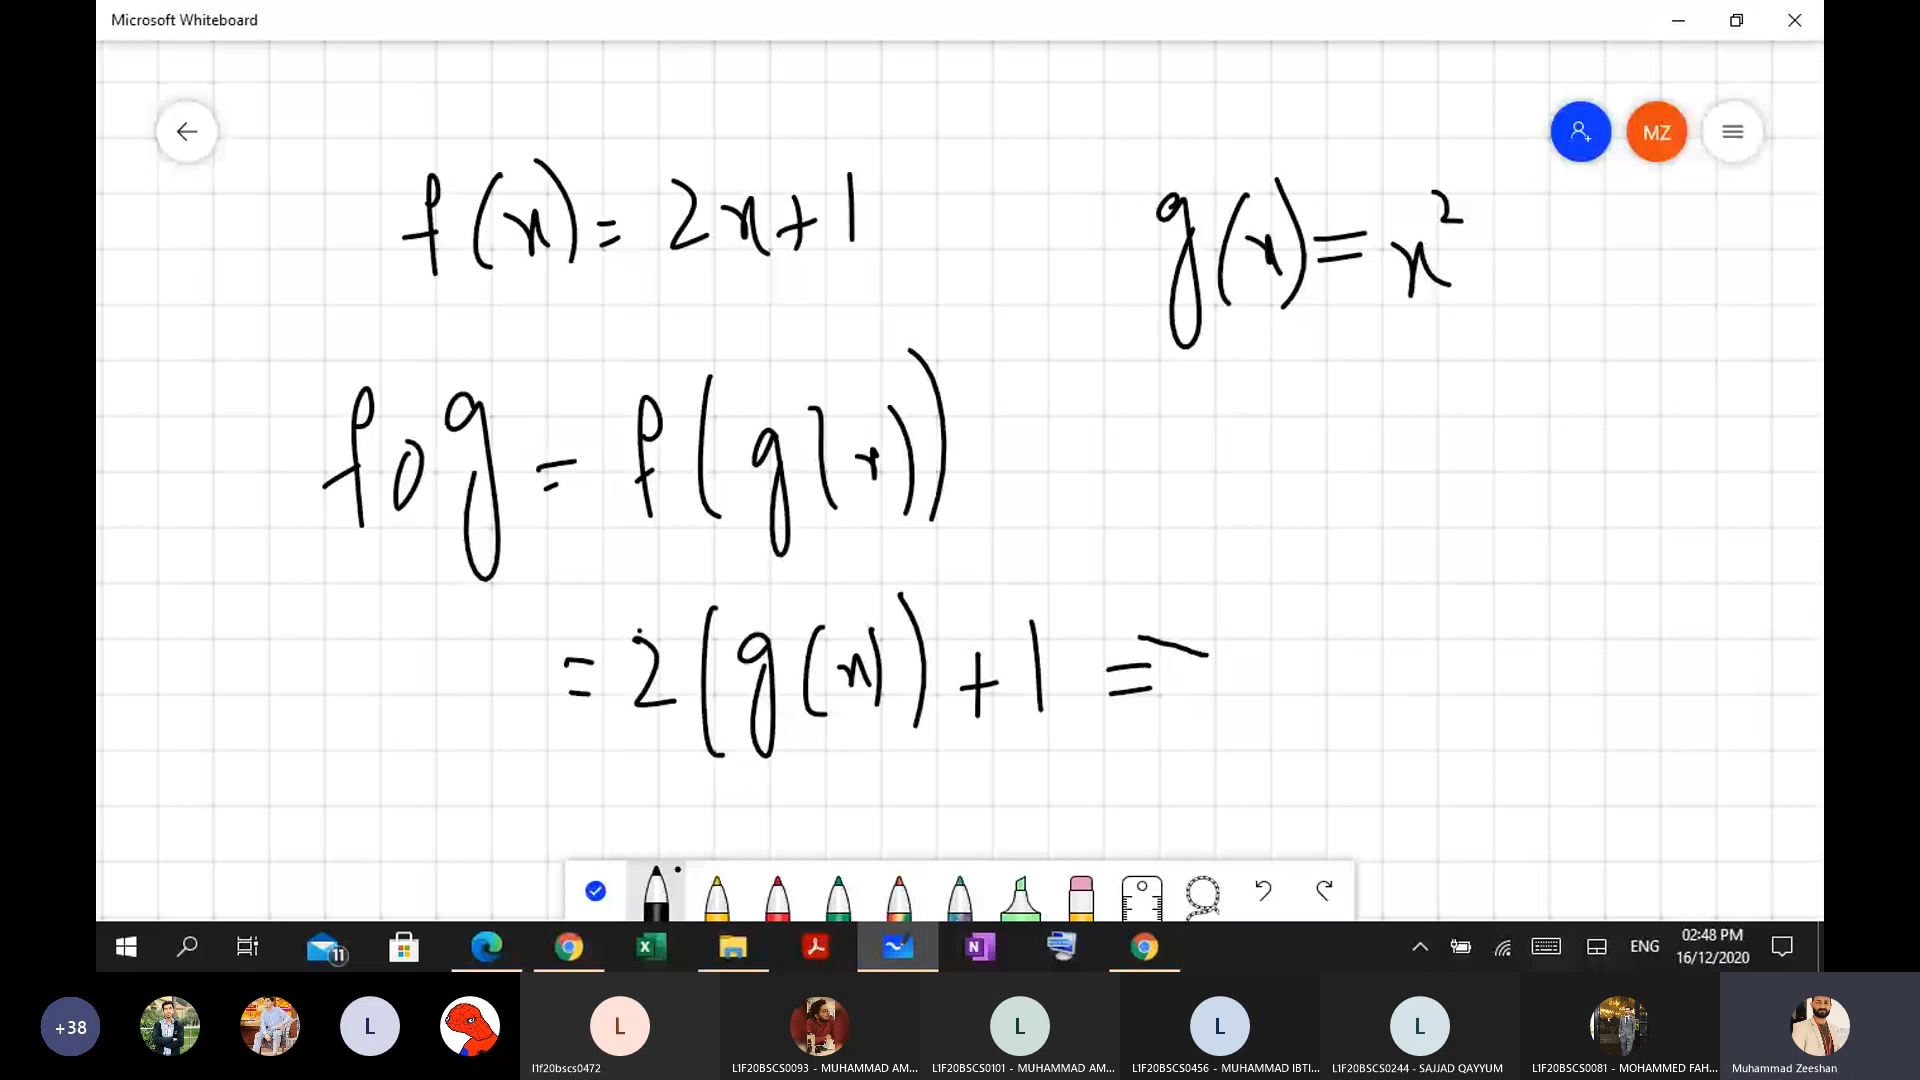 Microsoft Whiteboard
MZ
f(x) = 2x+1
g(x) = x²
fog = f(g(x))
= 2(g(x)) + 1 =
11
ENG
02:48 PM
16/12/2020
+38
L
L
L
L
L
l1f20bscs0472
L1F20BSCS0093 - MUHAMMAD AM...
L1F20BSCS0101 - MUHAMMAD AM...
L1F20BSCS0456 - MUHAMMAD IBTI...
L1F20BSCS0244 - SAJJAD QAYYUM
L1F20BSCS0081 - MOHAMMED FAH...
Muhammad Zeeshan